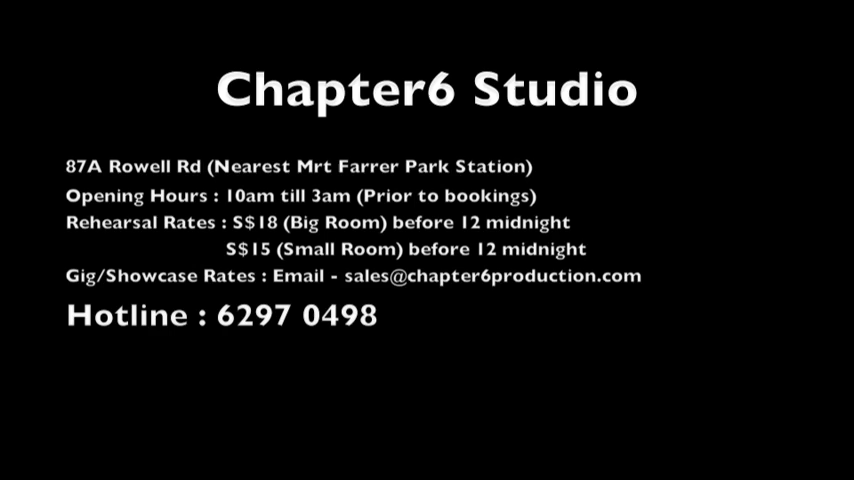 Chapter6 Studio
87A Rowell Rd (Nearest Mrt Farrer Park Station)
Opening Hours : 10am till 3am (Prior to bookings)
Rehearsal Rates : S$18 (Big Room) before 12 midnight
S$15 (Small Room) before 12 midnight
Gig/Showcase Rates : Email - sales@chapter6production.com
Hotline : 6297 0498